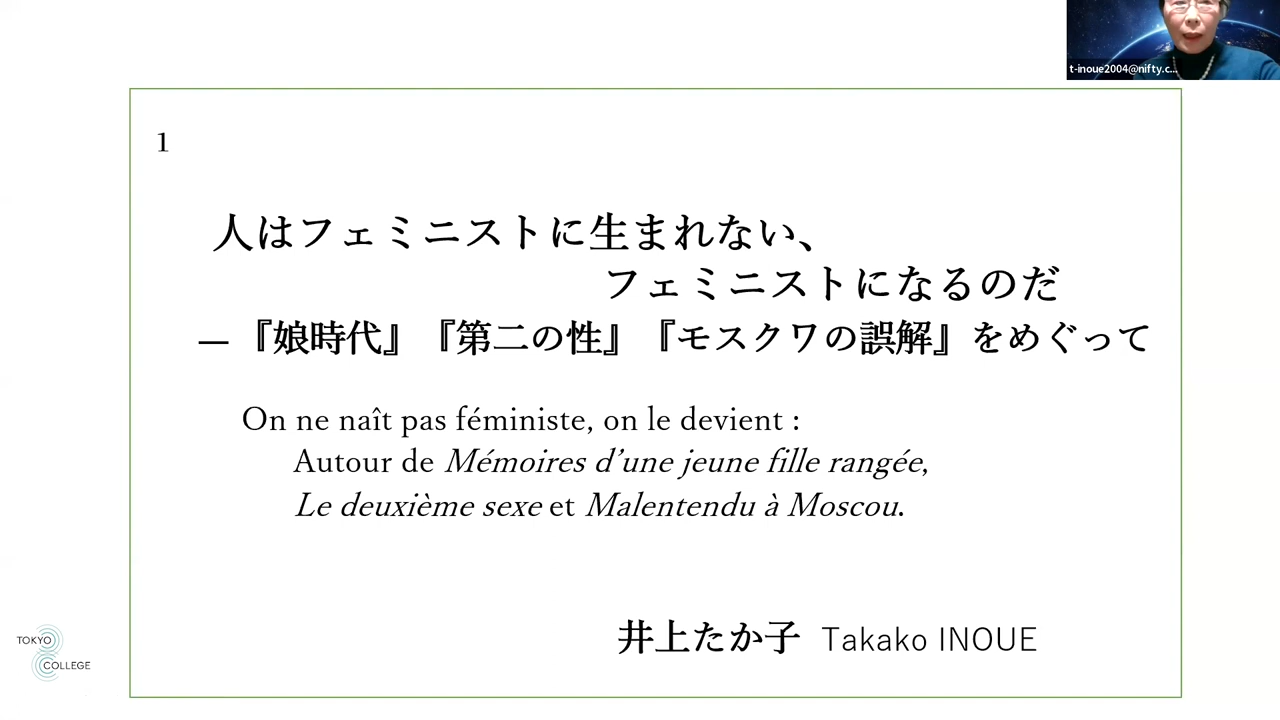 t-inoue2004@nifty.c...
1
人はフェミニストに生まれない、
フェミニストになるのだ
―『娘時代』『第二の性』『モスクワの誤解』をめぐって
On ne naît pas féministe, on le devient :
Autour de Mémoires d'une jeune fille rangée,
Le deuxième sexe et Malentendu à Moscou.
井上たか子 Takako INOUE
TOKYO
COLLEGE